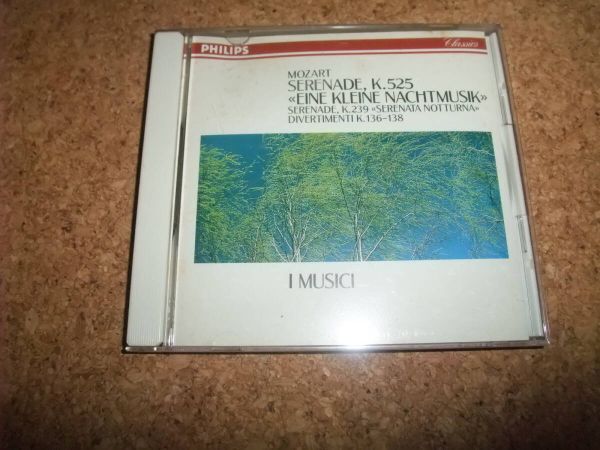 PHILIPS
Classics
MOZART
SERENADE, K.525
«EINE KLEINE NACHTMUSIK»
SERENADE, K.239 «SERENATA NOTTURNA»
DIVERTIMENTI K.136-138
I MUSICI